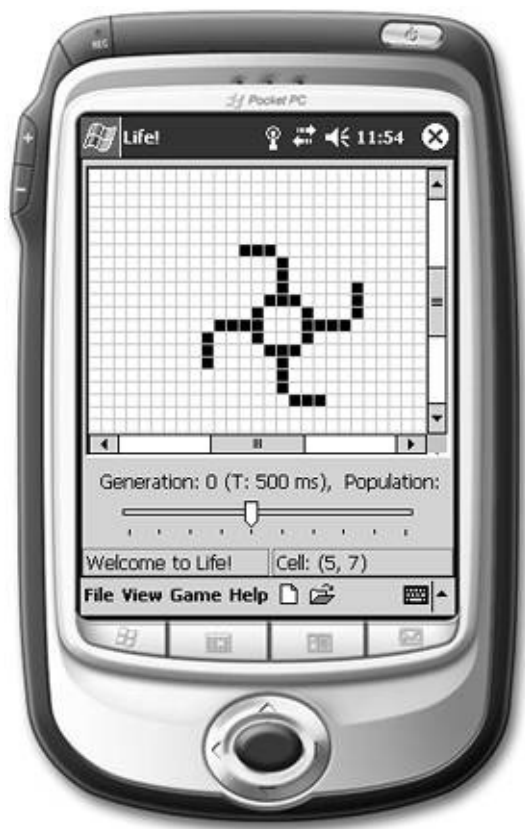 REC
Pocket PC
Life! 11:54
Generation: 0 (T: 500 ms), Population:
Welcome to Life! Cell: (5, 7)
File View Game Help